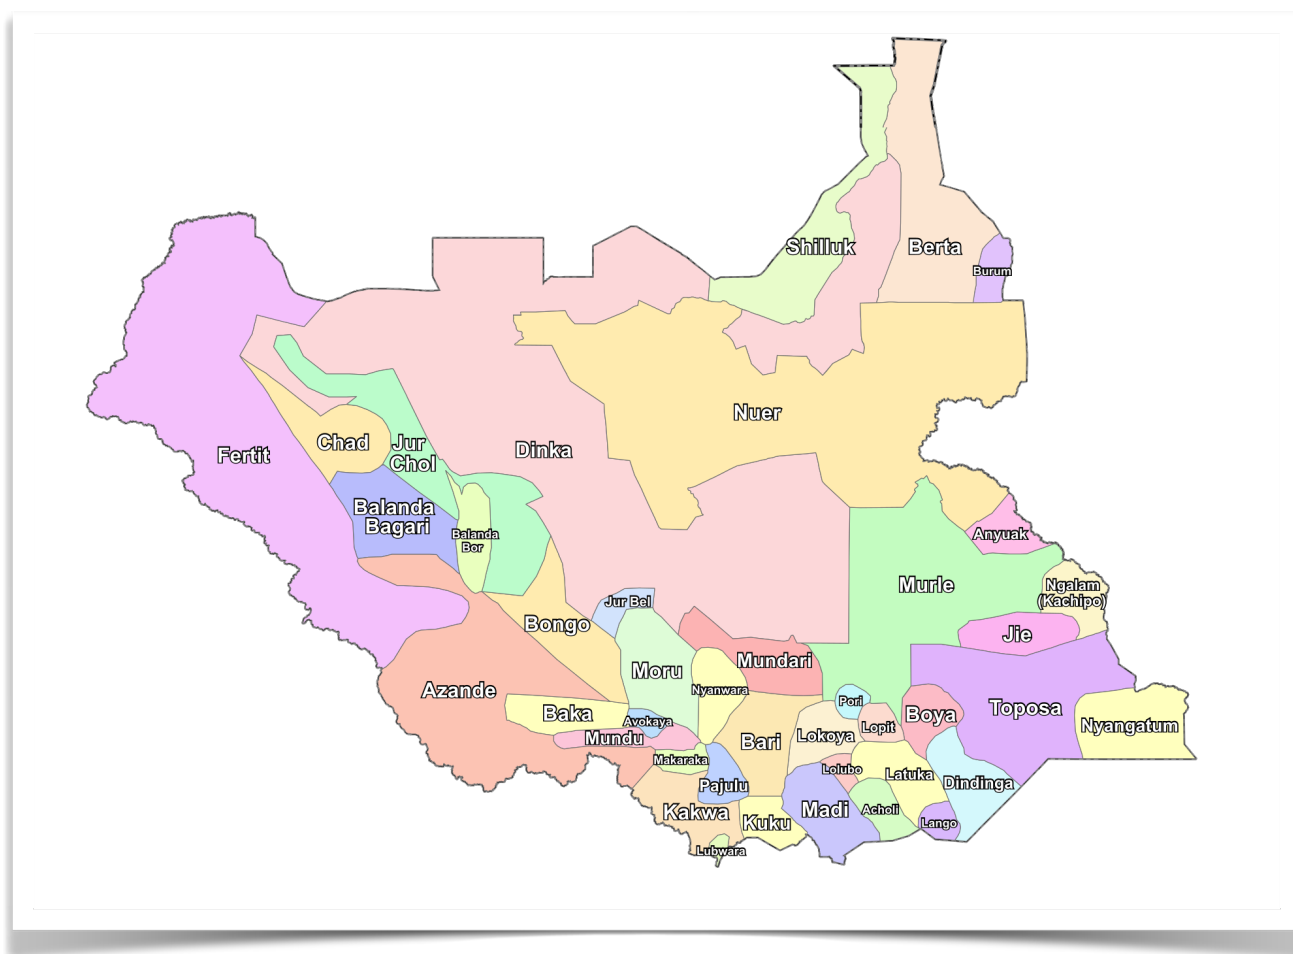 Shilluk
Berta
Burum
Nuer
Fertit
Chad
Jur
Chol
Dinka
Balanda
Bagari
Balanda
Bor
Anyuak
Murle
Ngalam
(Kachipo)
Jur Bel
Bongo
Jie
Mundari
Moru
Azande
Nyanwara
Pori
Toposa
Baka
Avokaya
Boya
Lopit
Nyangatum
Mundu
Bari
Lokoya
Makaraka
Lolubo
Latuka
Pajulu
Dindinga
Kakwa
Kuku
Madi
Acholi
Lango
Lubwara